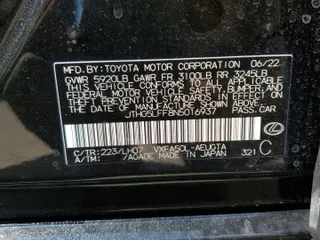 MFD.BY:TOYOTA MOTOR CORPORATION 06/22
GVWR 5920LB GAWR FR 3100LB RR 3245LB
THIS VEHICLE CONFORMS TO ALL APPLICABLE
FEDERAL MOTOR VEHICLE SAFETY, BUMPER, AND
THEFT PREVENTION STANDARDS IN EFFECT ON
THE DATE OF MANUFACTURE SHOWN ABOVE.
JTHG5LFF8N5016937 PASS.CAR
C/TR:223/LH07 VXFA50L-AEUGTA
A/TM: /AGA0E MADE IN JAPAN 321 C